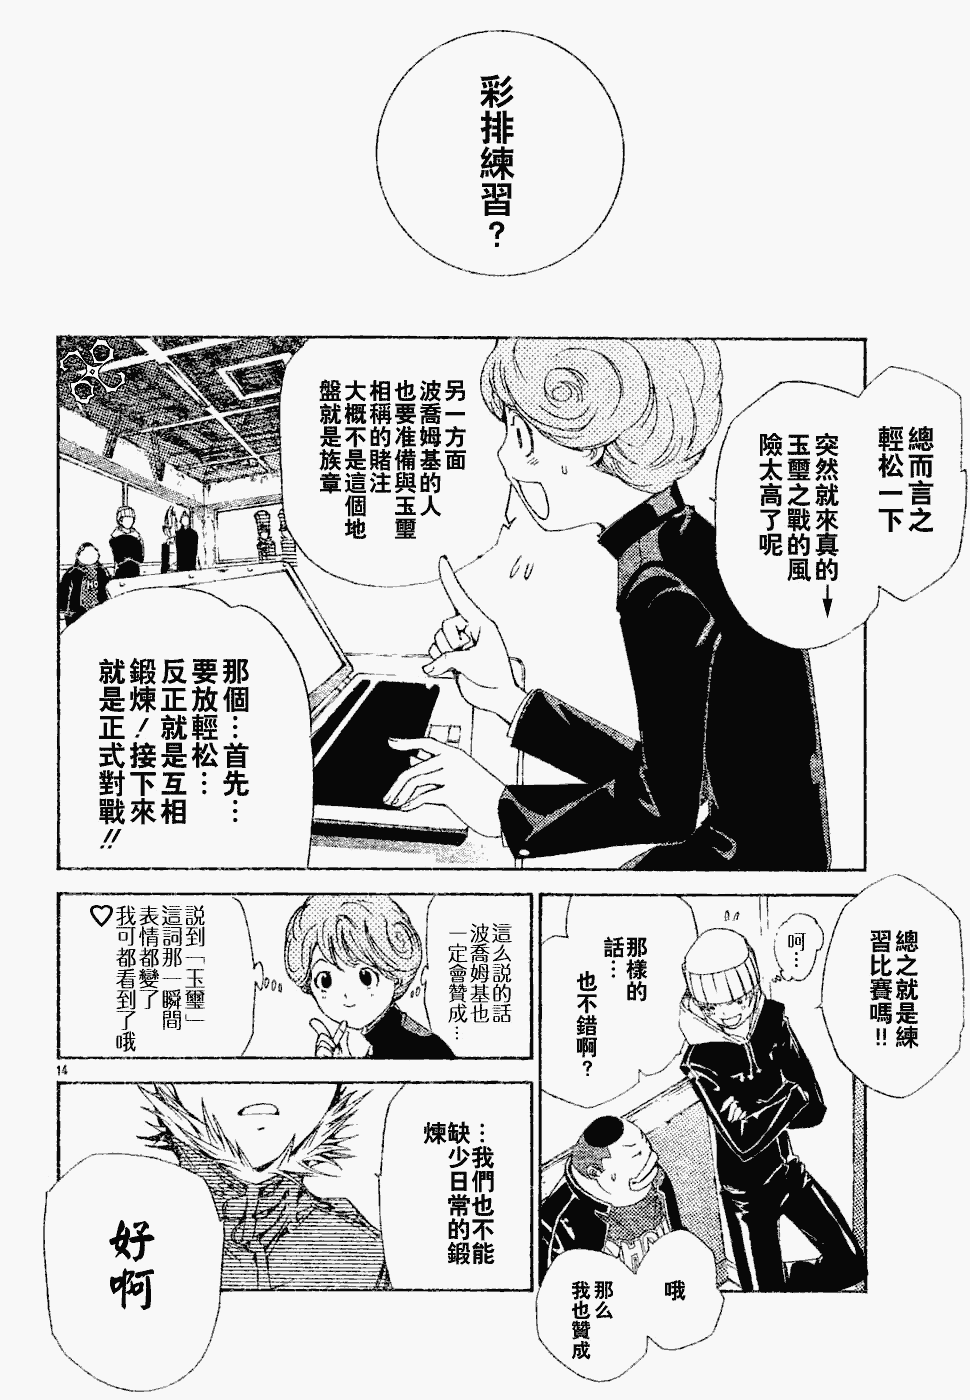 彩排練習？
總而言之
輕松一下
突然就來真的→
玉璽之戰的風
險太高了呢
另一方面
波喬姆基的人
也要准備與玉璽
相稱的賭注
大概不是這個地
盤就是族章
那個…首先…
要放輕松…
反正就是互相
鍛煉！接下來
就是正式對戰!!
總之就是練
習比賽嗎!!
呵…
那樣的
話…
也不錯啊？
哦
那么
我也贊成
這么説的話
波喬姆基也
一定會贊成…
説到「玉璽」
這詞那一瞬間
表情都變了
我可都看到了哦
♡
14
…我們也不能
缺少日常的鍛
煉
好
啊